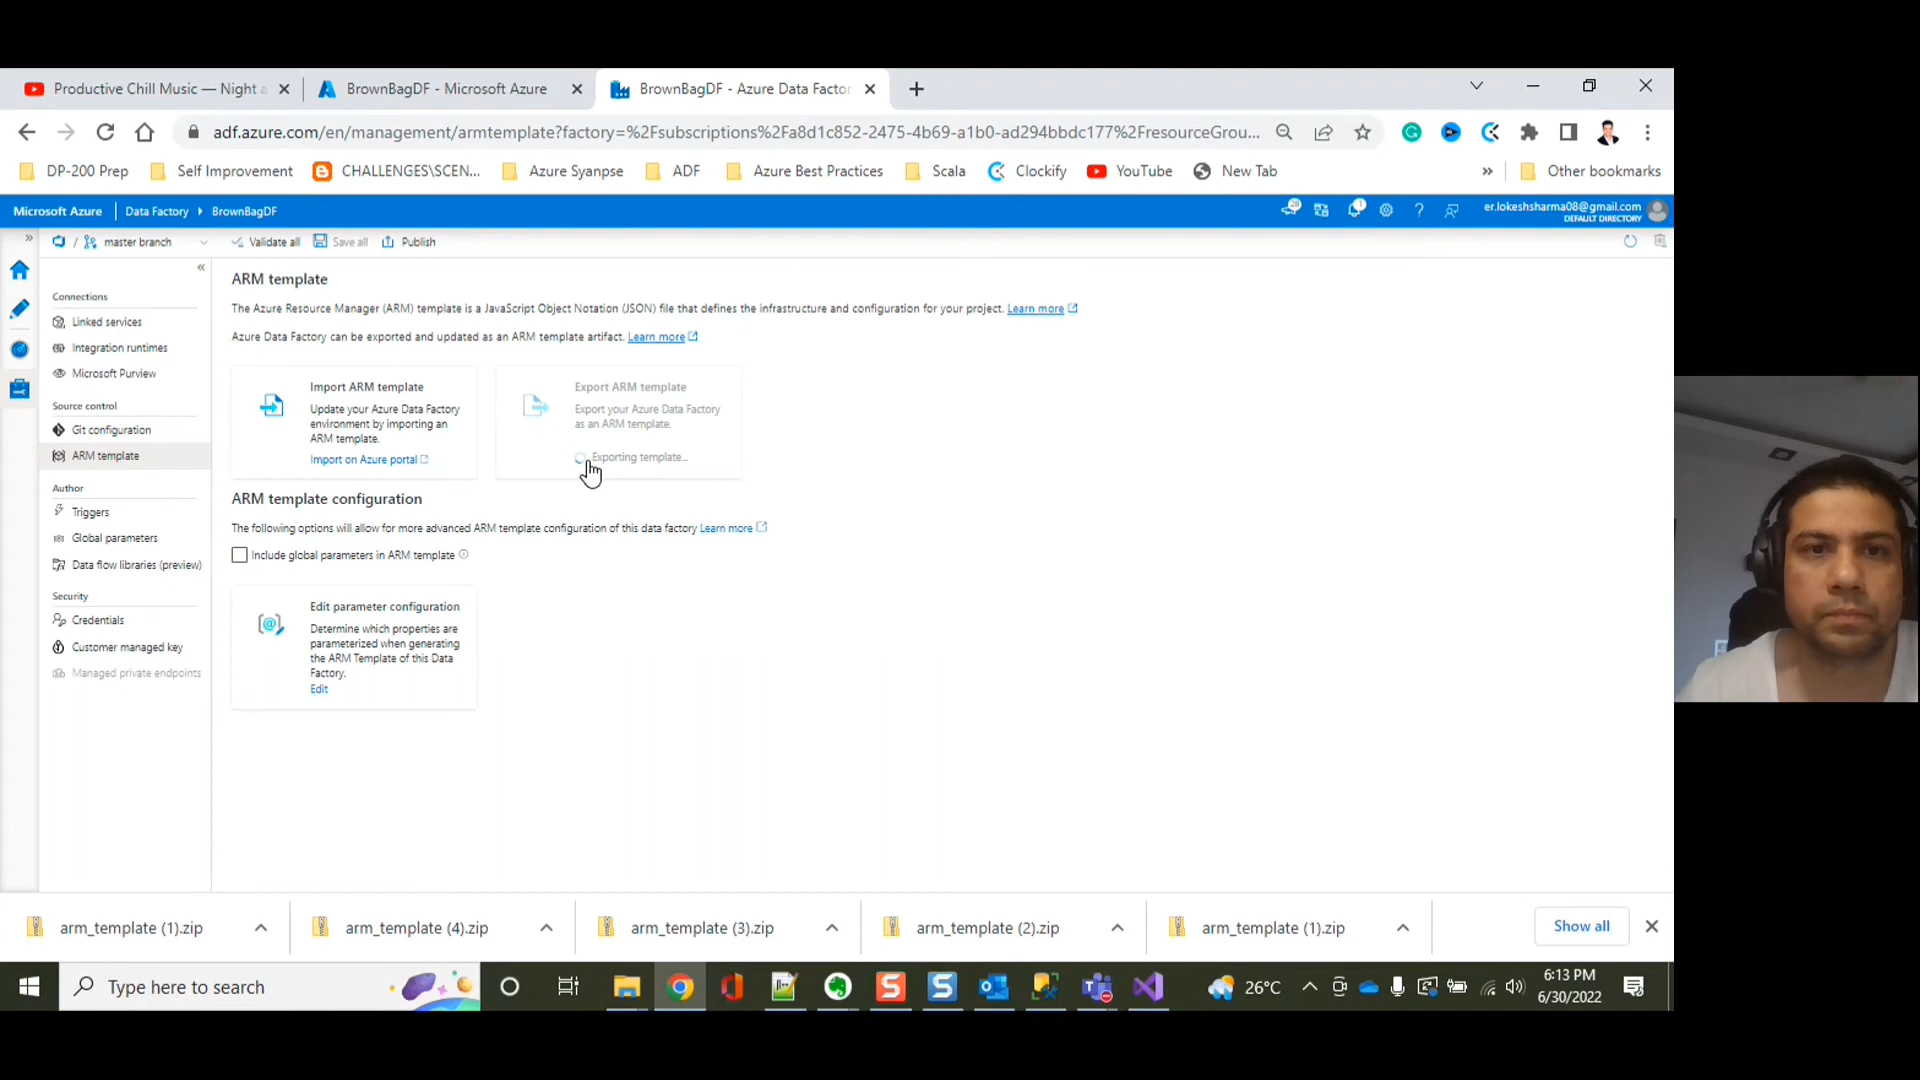 Productive Chill Music — Night a
BrownBagDF - Microsoft Azure
BrownBagDF - Azure Data Factor
adf.azure.com/en/management/armtemplate?factory=%2Fsubscriptions%2Fa8d1c852-2475-4b69-a1b0-ad294bbdc177%2FresourceGrou...
DP-200 Prep
Self Improvement
CHALLENGES\SCEN...
Azure Syanpse
ADF
Azure Best Practices
Scala
Clockify
YouTube
New Tab
»
Other bookmarks
Microsoft Azure
Data Factory
BrownBagDF
28
1
er.lokeshsharma08@gmail.com
DEFAULT DIRECTORY
/ master branch
Validate all
Save all
Publish
Connections
Linked services
Integration runtimes
Microsoft Purview
Source control
Git configuration
ARM template
Author
Triggers
Global parameters
Data flow libraries (preview)
Security
Credentials
Customer managed key
Managed private endpoints
ARM template
The Azure Resource Manager (ARM) template is a JavaScript Object Notation (JSON) file that defines the infrastructure and configuration for your project. Learn more
Azure Data Factory can be exported and updated as an ARM template artifact. Learn more
Import ARM template
Update your Azure Data Factory
environment by importing an
ARM template.
Import on Azure portal
Export ARM template
Export your Azure Data Factory
as an ARM template.
Exporting template...
ARM template configuration
The following options will allow for more advanced ARM template configuration of this data factory Learn more
Include global parameters in ARM template
Edit parameter configuration
Determine which properties are
parameterized when generating
the ARM Template of this Data
Factory.
Edit
arm_template (1).zip
arm_template (4).zip
arm_template (3).zip
arm_template (2).zip
arm_template (1).zip
Show all
Type here to search
26°C
6:13 PM
6/30/2022